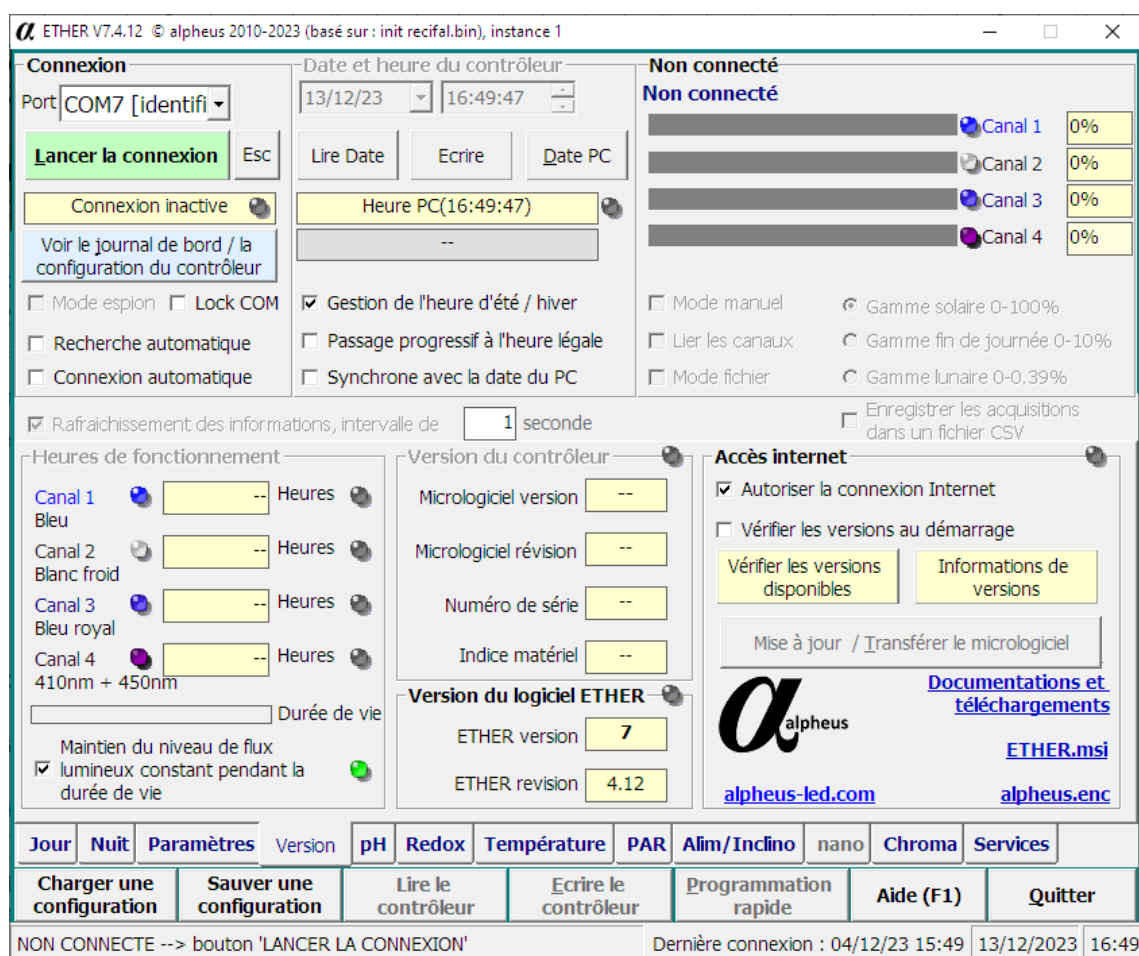 ETHER V7.4.12 © alpheus 2010-2023 (basé sur : init recifal.bin), instance 1
Connexion
Port COM7 [identifi
Lancer la connexion Esc
Connexion inactive
Voir le journal de bord / la
configuration du contrôleur
Mode espion Lock COM
Recherche automatique
Connexion automatique
Date et heure du contrôleur
13/12/23 16:49:47
Lire Date Ecrire Date PC
Heure PC(16:49:47)
--
Gestion de l'heure d'été / hiver
Passage progressif à l'heure légale
Synchrone avec la date du PC
Non connecté
Non connecté
Canal 1 0%
Canal 2 0%
Canal 3 0%
Canal 4 0%
Mode manuel Gamme solaire 0-100%
Lier les canaux Gamme fin de journée 0-10%
Mode fichier Gamme lunaire 0-0.39%
Rafraichissement des informations, intervalle de 1 seconde
Enregistrer les acquisitions
dans un fichier CSV
Heures de fonctionnement
Canal 1 -- Heures
Bleu
Canal 2 -- Heures
Blanc froid
Canal 3 -- Heures
Bleu royal
Canal 4 -- Heures
410nm + 450nm
Durée de vie
Maintien du niveau de flux
lumineux constant pendant la
durée de vie
Version du contrôleur
Micrologiciel version --
Micrologiciel révision --
Numéro de série --
Indice matériel --
Version du logiciel ETHER
ETHER version 7
ETHER revision 4.12
Accès internet
Autoriser la connexion Internet
Vérifier les versions au démarrage
Vérifier les versions
disponibles
Informations de
versions
Mise à jour / Transférer le micrologiciel
alpheus
Documentations et
téléchargements
ETHER.msi
alpheus-led.com alpheus.enc
Jour Nuit Paramètres Version pH Redox Température PAR Alim/Inclino nano Chroma Services
Charger une
configuration
Sauver une
configuration
Lire le
contrôleur
Ecrire le
contrôleur
Programmation
rapide
Aide (F1)
Quitter
NON CONNECTE --> bouton 'LANCER LA CONNEXION' Dernière connexion : 04/12/23 15:49 13/12/2023 16:49